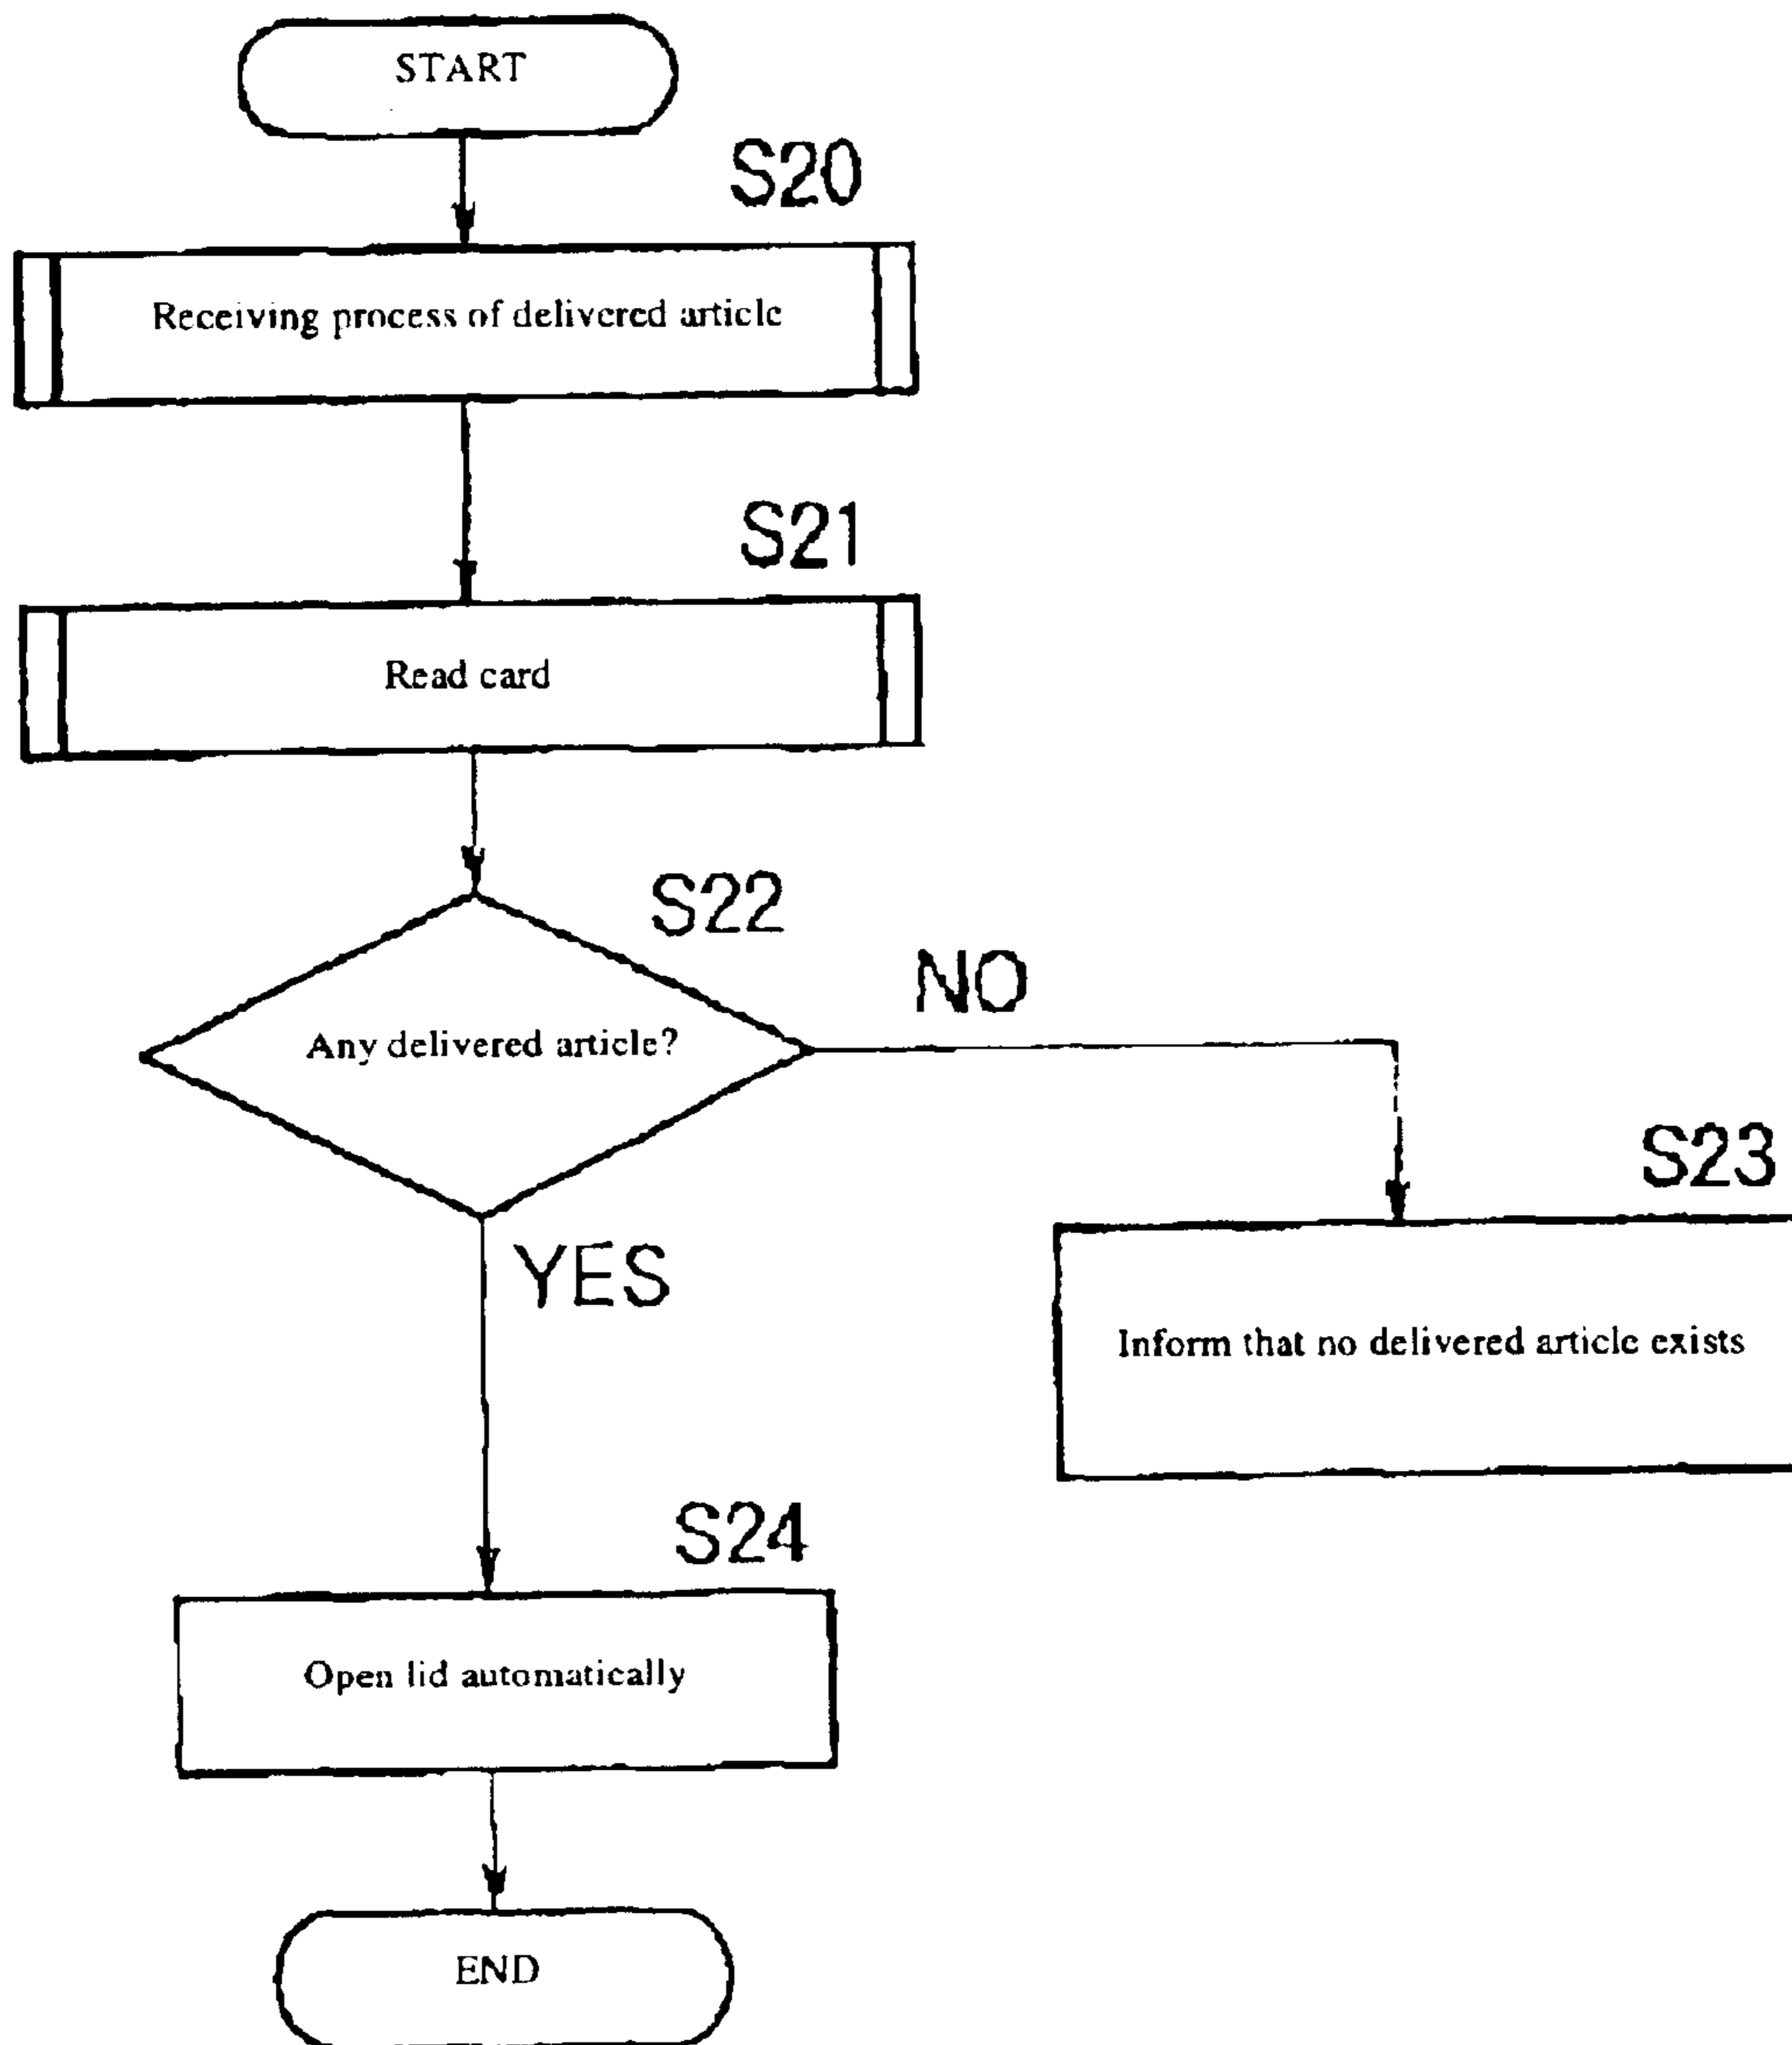 START
S20
Receiving process of delivered article
S21
Read card
S22
NO
Any delivered article?
S23
YES
Inform that no delivered article exists
S24
Open lid automatically
END